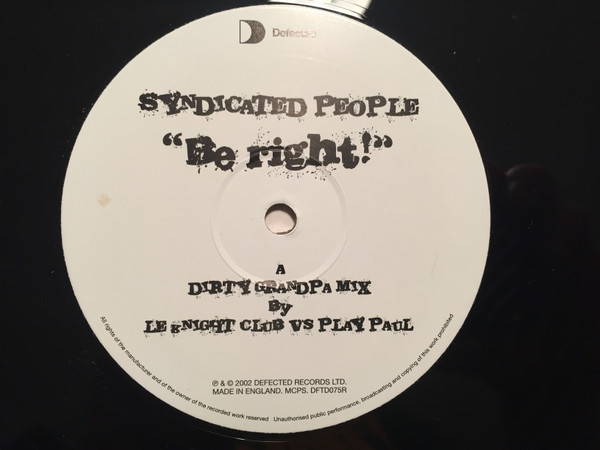 Defected
SYNDICATED PEOPLE
“Be right!”
A
DIRTY GRANDPA MIX
By
LE KNIGHT CLUB VS PLAY PAUL
℗ & © 2002 DEFECTED RECORDS LTD.
MADE IN ENGLAND. MCPS. DFTD075R
All rights of the manufacturer and of the owner of the recorded work reserved Unauthorised public performance, broadcasting and copying of this work prohibited